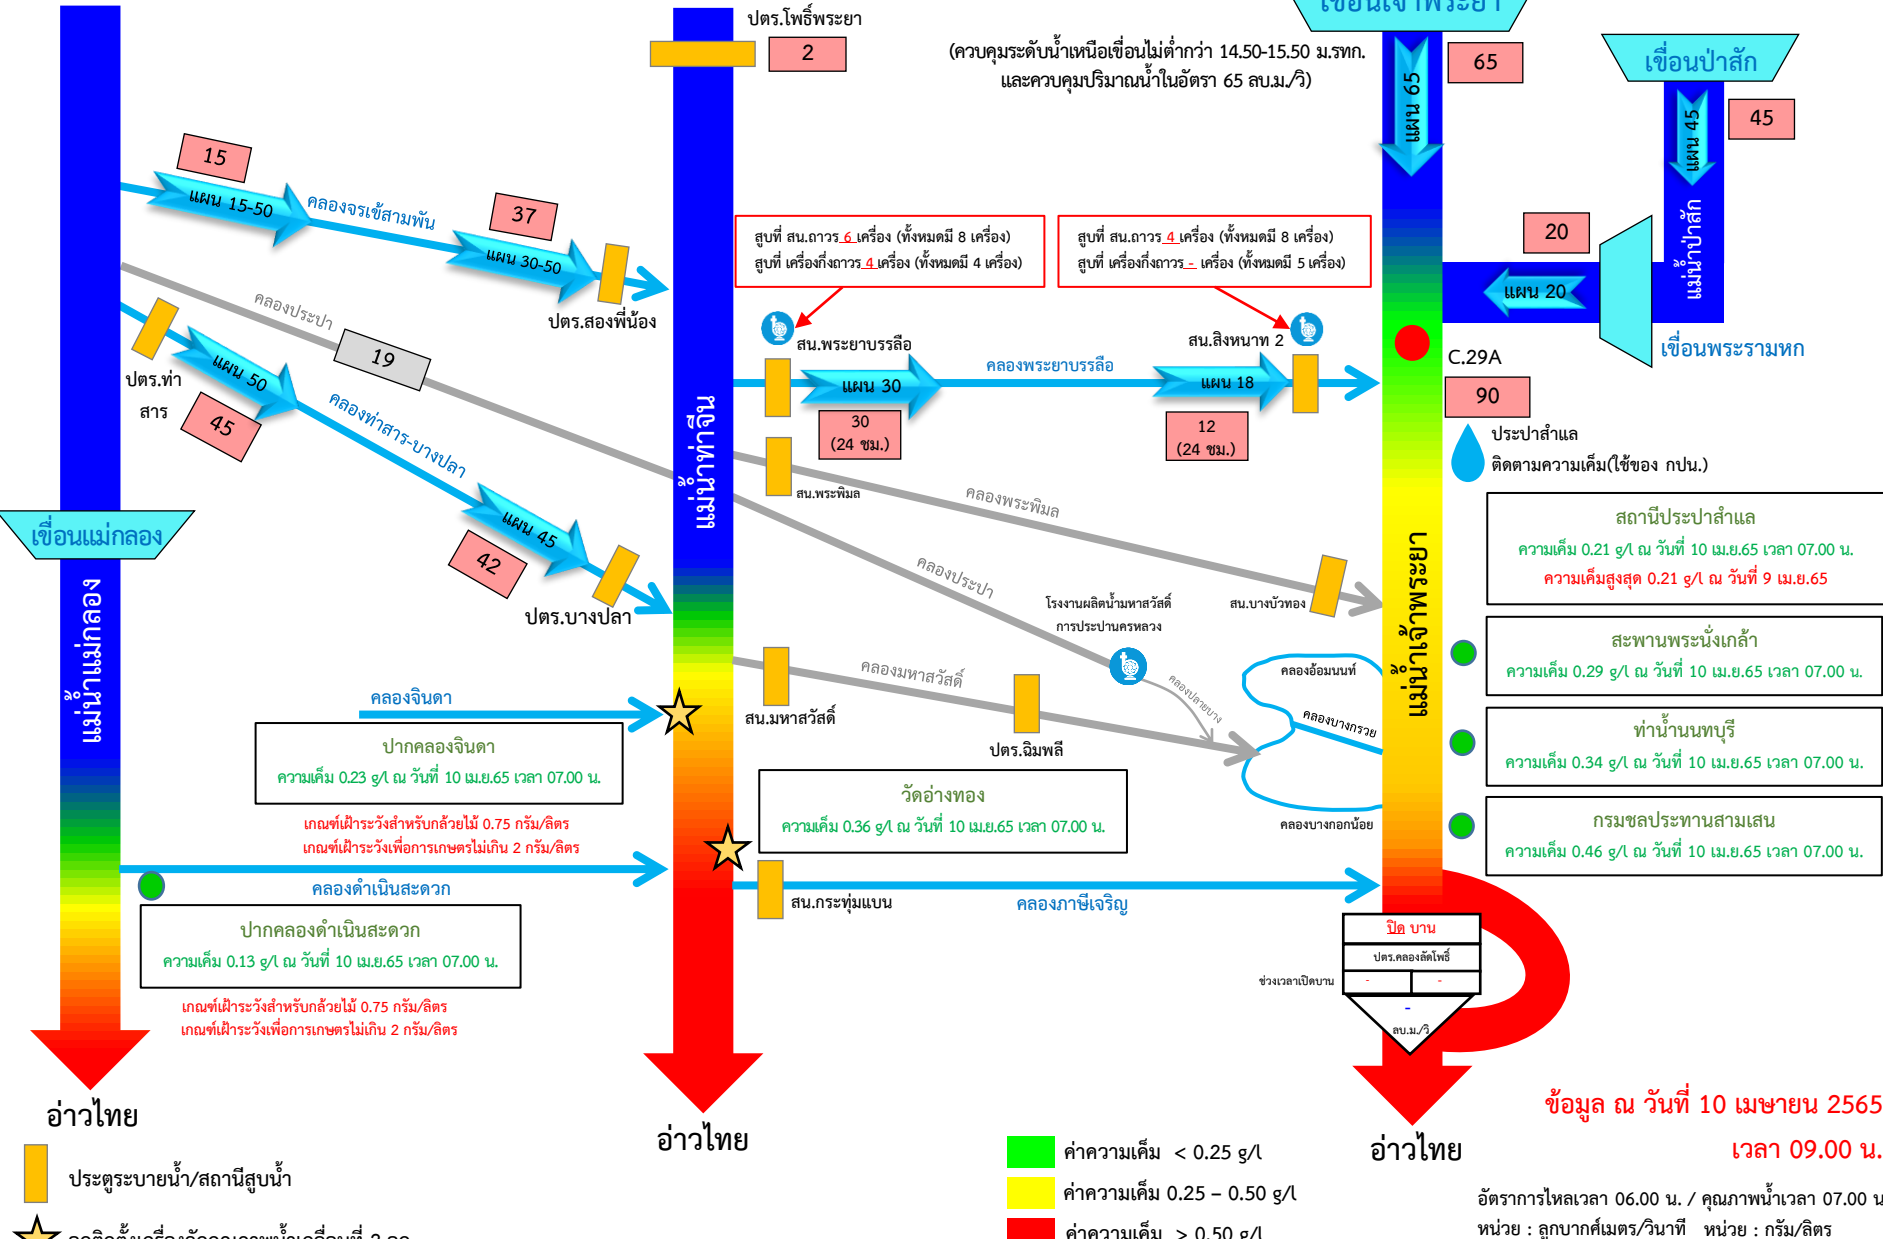 เขื่อนเจ้าพระยา
ปตร.โพธิ์พระยา
2
(ควบคุมระดับน้ำเหนือเขื่อนไม่ต่ำกว่า 14.50-15.50 ม.รทก.
และควบคุมปริมาณน้ำในอัตรา 65 ลบ.ม./วิ)
แผน 65
65
เขื่อนป่าสัก
แผน 45
45
15
แผน 15-50
คลองจรเข้สามพัน
37
แผน 30-50
ปตร.สองพี่น้อง
สูบที่ สน.ถาวร 6 เครื่อง (ทั้งหมดมี 8 เครื่อง)
สูบที่ เครื่องกึ่งถาวร 4 เครื่อง (ทั้งหมดมี 4 เครื่อง)
สูบที่ สน.ถาวร 4 เครื่อง (ทั้งหมดมี 8 เครื่อง)
สูบที่ เครื่องกึ่งถาวร - เครื่อง (ทั้งหมดมี 5 เครื่อง)
20
แผน 20
แม่น้ำป่าสัก
เขื่อนพระรามหก
คลองประปา
19
ปตร.ท่า
สาร
แผน 50
45
คลองท่าสาร-บางปลา
แผน 45
42
ปตร.บางปลา
แม่น้ำท่าจีน
สน.พระยาบรรลือ
แผน 30
30
(24 ชม.)
คลองพระยาบรรลือ
สน.สิงหนาท 2
แผน 18
12
(24 ชม.)
C.29A
90
ประปาสำแล
ติดตามความเค็ม(ใช้ของ กปน.)
สน.พระพิมล
คลองพระพิมล
คลองประปา
สน.บางบัวทอง
โรงงานผลิตน้ำมหาสวัสดิ์
การประปานครหลวง
แม่น้ำเจ้าพระยา
สถานีประปาสำแล
ความเค็ม 0.21 g/l ณ วันที่ 10 เม.ย.65 เวลา 07.00 น.
ความเค็มสูงสุด 0.21 g/l ณ วันที่ 9 เม.ย.65
สะพานพระนั่งเกล้า
ความเค็ม 0.29 g/l ณ วันที่ 10 เม.ย.65 เวลา 07.00 น.
ท่าน้ำนนทบุรี
ความเค็ม 0.34 g/l ณ วันที่ 10 เม.ย.65 เวลา 07.00 น.
กรมชลประทานสามเสน
ความเค็ม 0.46 g/l ณ วันที่ 10 เม.ย.65 เวลา 07.00 น.
เขื่อนแม่กลอง
แม่น้ำแม่กลอง
คลองมหาสวัสดิ์
สน.มหาสวัสดิ์
ปตร.ฉิมพลี
คลองปลายบาง
คลองอ้อมนนท์
คลองบางกรวย
คลองบางกอกน้อย
คลองจินดา
ปากคลองจินดา
ความเค็ม 0.23 g/l ณ วันที่ 10 เม.ย.65 เวลา 07.00 น.
เกณฑ์เฝ้าระวังสำหรับกล้วยไม้ 0.75 กรัม/ลิตร
เกณฑ์เฝ้าระวังเพื่อการเกษตรไม่เกิน 2 กรัม/ลิตร
วัดอ่างทอง
ความเค็ม 0.36 g/l ณ วันที่ 10 เม.ย.65 เวลา 07.00 น.
คลองดำเนินสะดวก
สน.กระทุ่มแบน
คลองภาษีเจริญ
ปากคลองดำเนินสะดวก
ความเค็ม 0.13 g/l ณ วันที่ 10 เม.ย.65 เวลา 07.00 น.
เกณฑ์เฝ้าระวังสำหรับกล้วยไม้ 0.75 กรัม/ลิตร
เกณฑ์เฝ้าระวังเพื่อการเกษตรไม่เกิน 2 กรัม/ลิตร
ปิด บาน
ปตร.คลองลัดโพธิ์
ช่วงเวลาเปิดบาน
- -
-
ลบ.ม./วิ
อ่าวไทย
อ่าวไทย
อ่าวไทย
ข้อมูล ณ วันที่ 10 เมษายน 2565
เวลา 09.00 น.
อัตราการไหลเวลา 06.00 น. / คุณภาพน้ำเวลา 07.00 น
หน่วย : ลูกบากศ์เมตร/วินาที หน่วย : กรัม/ลิตร
ประตูระบายน้ำ/สถานีสูบน้ำ
ค่าความเค็ม < 0.25 g/l
ค่าความเค็ม 0.25 – 0.50 g/l
ค่าความเค็ม > 0.50 g/l